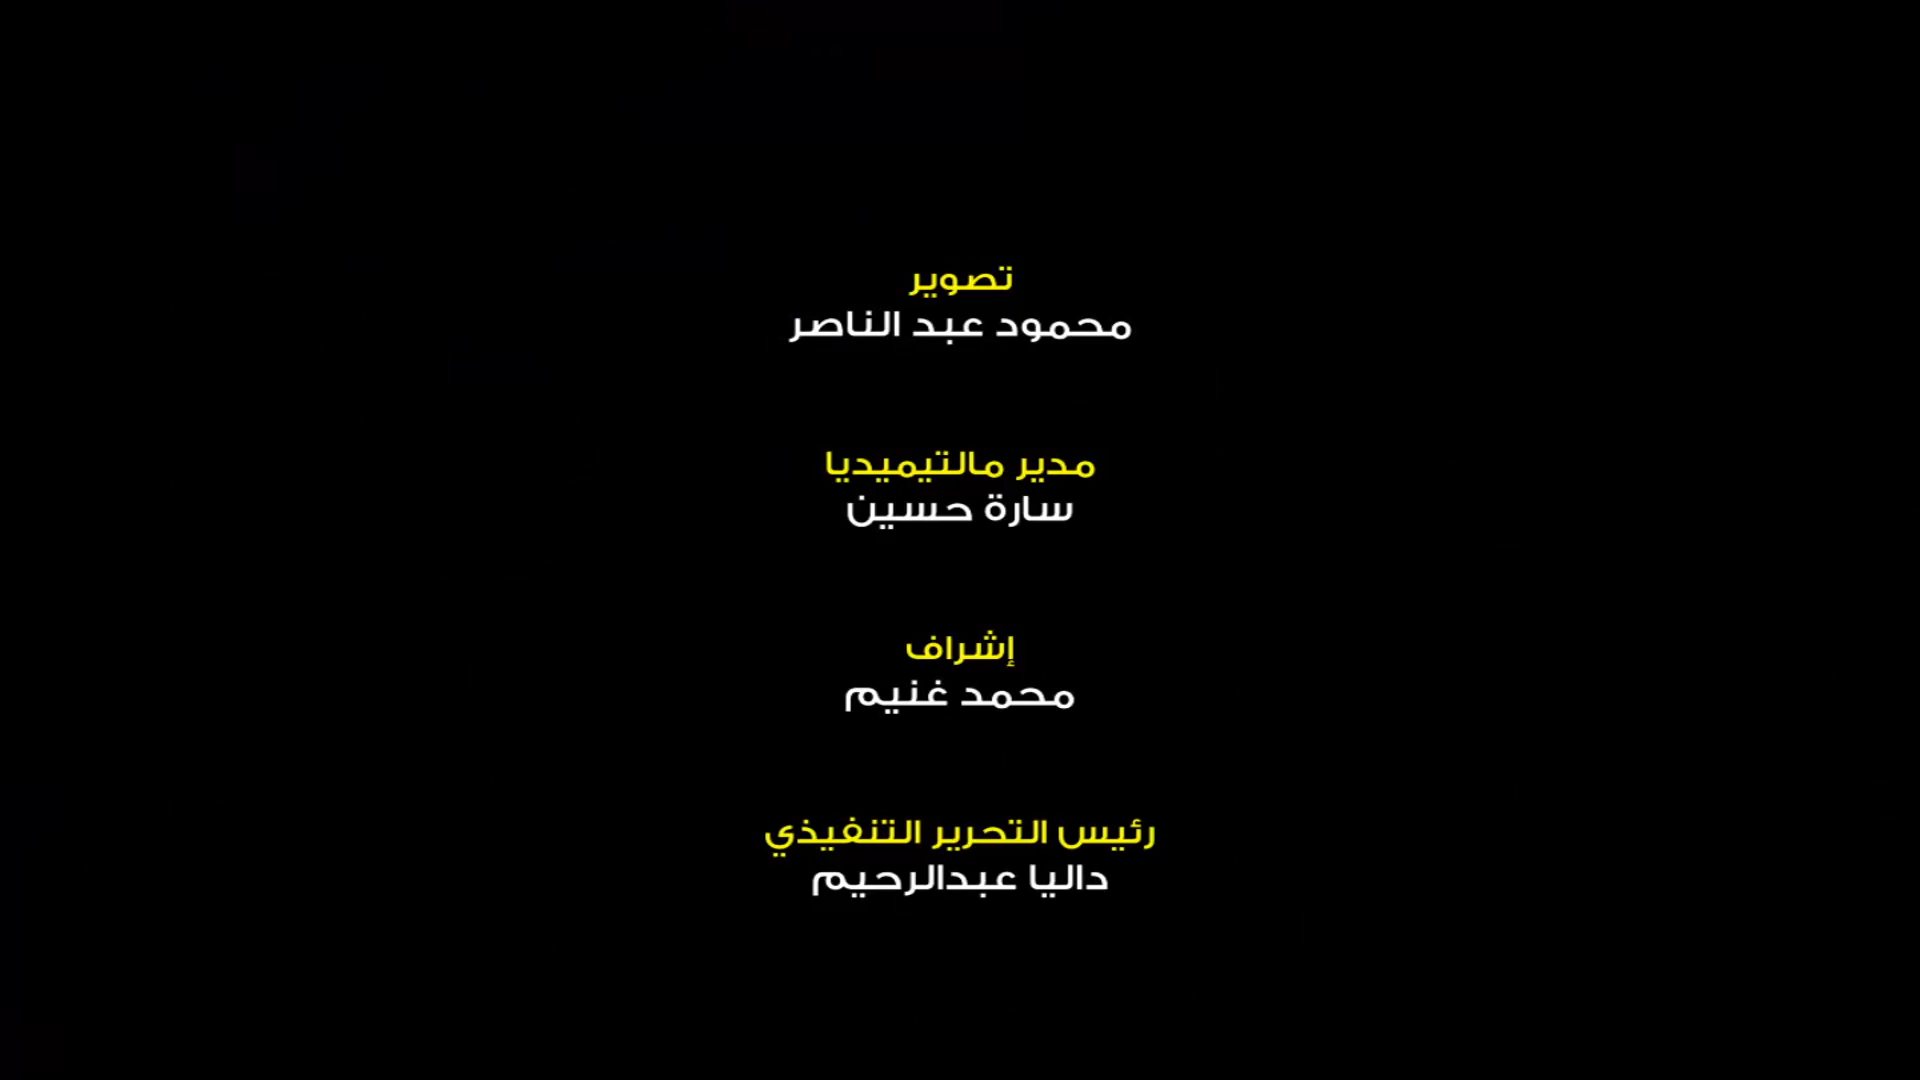 تصوير
محمود عبد الناصر
مدير مالتيميديا
سارة حسين
إشراف
محمد غنيم
رئيس التحرير التنفيذي
داليا عبدالرحيم